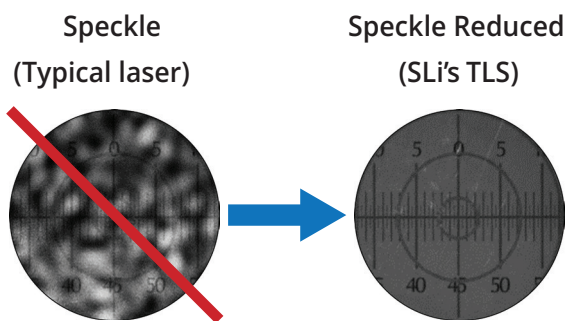 Speckle
(Typical laser)
Speckle Reduced
(SLi's TLS)
5 0 5
40 45 50
5 0 5
40 45 50